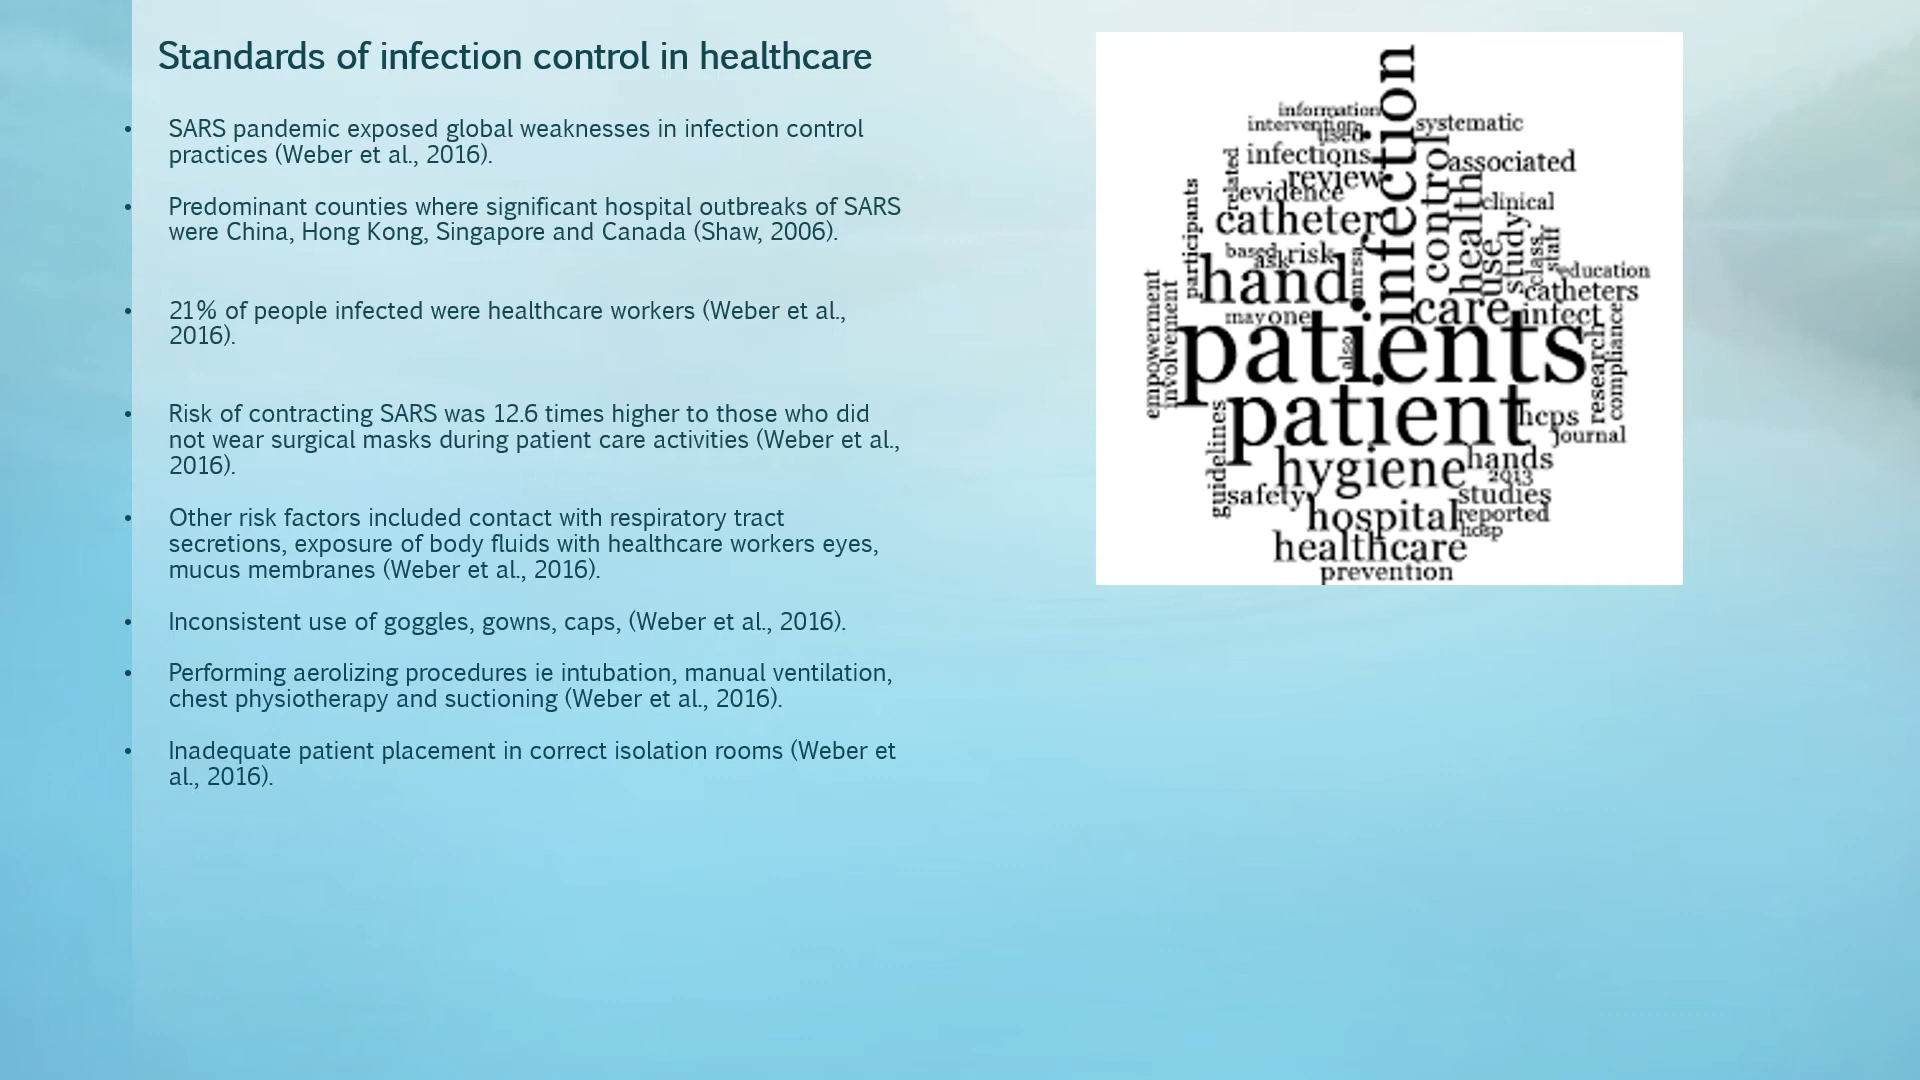 Standards of infection control in healthcare
• SARS pandemic exposed global weaknesses in infection control
practices (Weber et al., 2016).
• Predominant counties where significant hospital outbreaks of SARS
were China, Hong Kong, Singapore and Canada (Shaw, 2006).
• 21% of people infected were healthcare workers (Weber et al.,
2016).
• Risk of contracting SARS was 12.6 times higher to those who did
not wear surgical masks during patient care activities (Weber et al.,
2016).
• Other risk factors included contact with respiratory tract
secretions, exposure of body fluids with healthcare workers eyes,
mucus membranes (Weber et al., 2016).
• Inconsistent use of goggles, gowns, caps, (Weber et al., 2016).
• Performing aerolizing procedures ie intubation, manual ventilation,
chest physiotherapy and suctioning (Weber et al., 2016).
• Inadequate patient placement in correct isolation rooms (Weber et
al., 2016).
infection
information
intervention
used
systematic
infections
control
associated
related
review
health
evidence
clinical
participants
catheter
study
use
class
staff
based
risk
ask
mrsa
hand
education
catheters
care
infect
may
one
empowerment
involvement
patients
also
research
compliance
patient
hcps
journal
guidelines
hygiene
hands
2013
safety
studies
hospital
reported
hosp
healthcare
prevention